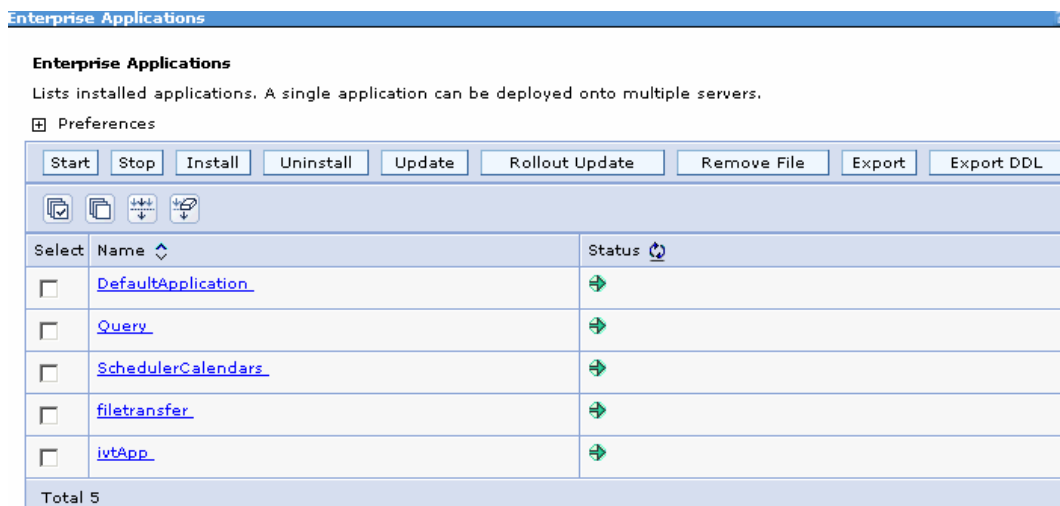 Enterprise Applications
Enterprise Applications
Lists installed applications. A single application can be deployed onto multiple servers.
Preferences
Start Stop Install Uninstall Update Rollout Update Remove File Export Export DDL
Select Name Status
DefaultApplication
Query
SchedulerCalendars
filetransfer
ivtApp
Total 5